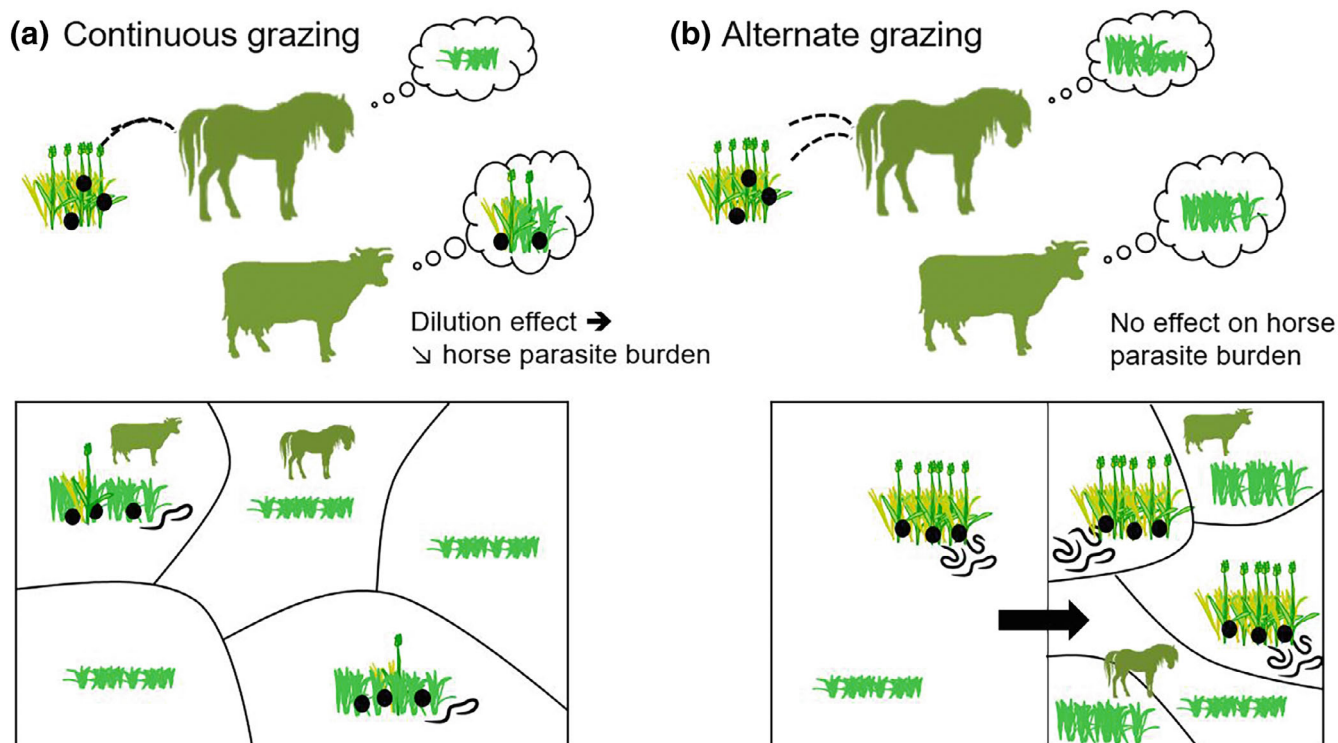 (a) Continuous grazing
Dilution effect ➔
↘ horse parasite burden
(b) Alternate grazing
No effect on horse
parasite burden